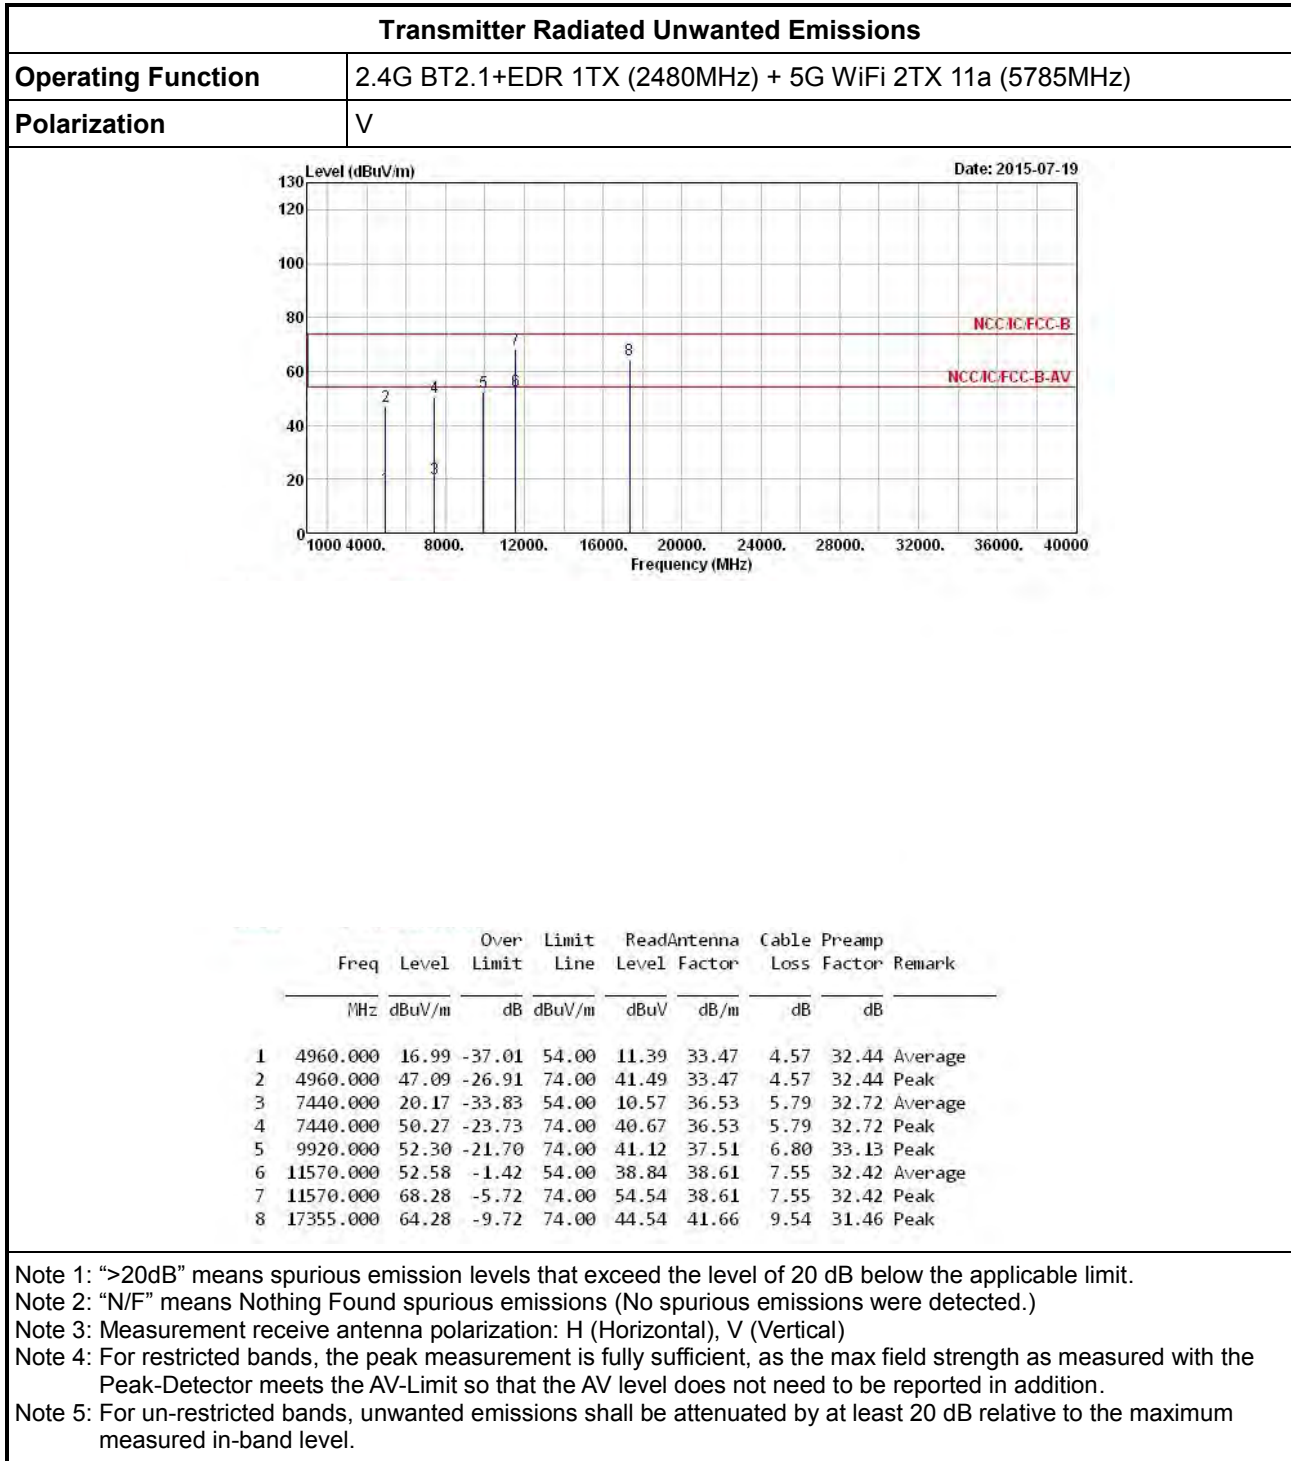 Transmitter Radiated Unwanted Emissions
Operating Function 2.4G BT2.1+EDR 1TX (2480MHz) + 5G WiFi 2TX 11a (5785MHz)
Polarization V
Level (dBuV/m) Date: 2015-07-19
130
120
100
80
NCC/IC/FCC-B
7
8
60
NCC/IC/FCC-B-AV
2 4 5 6
40
1 3
20
0
1000 4000. 8000. 12000. 16000. 20000. 24000. 28000. 32000. 36000. 40000
Frequency (MHz)
Over Limit ReadAntenna Cable Preamp
Freq Level Limit Line Level Factor Loss Factor Remark
MHz dBuV/m dB dBuV/m dBuV dB/m dB dB
1 4960.000 16.99 -37.01 54.00 11.39 33.47 4.57 32.44 Average
2 4960.000 47.09 -26.91 74.00 41.49 33.47 4.57 32.44 Peak
3 7440.000 20.17 -33.83 54.00 10.57 36.53 5.79 32.72 Average
4 7440.000 50.27 -23.73 74.00 40.67 36.53 5.79 32.72 Peak
5 9920.000 52.30 -21.70 74.00 41.12 37.51 6.80 33.13 Peak
6 11570.000 52.58 -1.42 54.00 38.84 38.61 7.55 32.42 Average
7 11570.000 68.28 -5.72 74.00 54.54 38.61 7.55 32.42 Peak
8 17355.000 64.28 -9.72 74.00 44.54 41.66 9.54 31.46 Peak
Note 1: “>20dB” means spurious emission levels that exceed the level of 20 dB below the applicable limit.
Note 2: “N/F” means Nothing Found spurious emissions (No spurious emissions were detected.)
Note 3: Measurement receive antenna polarization: H (Horizontal), V (Vertical)
Note 4: For restricted bands, the peak measurement is fully sufficient, as the max field strength as measured with the
Peak-Detector meets the AV-Limit so that the AV level does not need to be reported in addition.
Note 5: For un-restricted bands, unwanted emissions shall be attenuated by at least 20 dB relative to the maximum
measured in-band level.